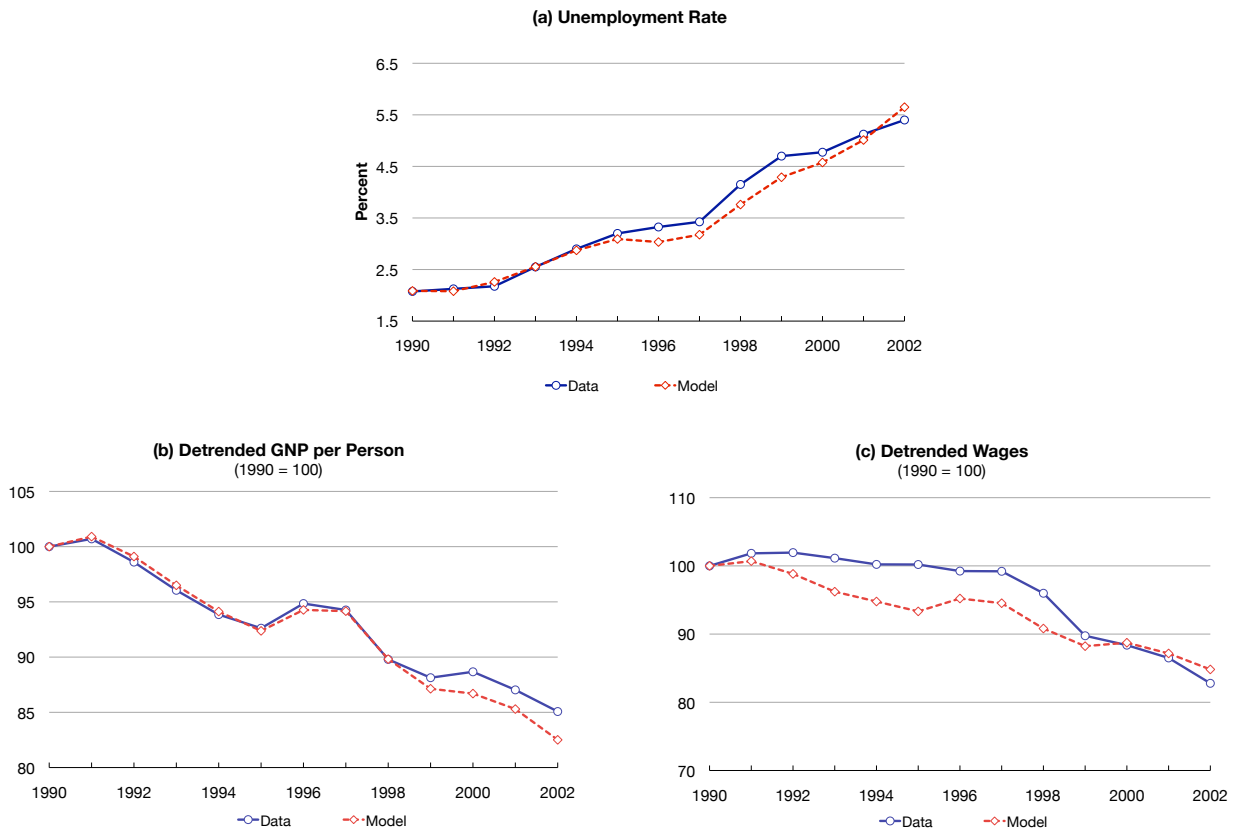 (a) Unemployment Rate
6.5
5.5
4.5
3.5
2.5
1.5
Percent
1990 1992 1994 1996 1998 2000 2002
Data Model
(b) Detrended GNP per Person
(1990 = 100)
105
100
95
90
85
80
1990 1992 1994 1996 1998 2000 2002
Data Model
(c) Detrended Wages
(1990 = 100)
110
100
90
80
70
1990 1992 1994 1996 1998 2000 2002
Data Model